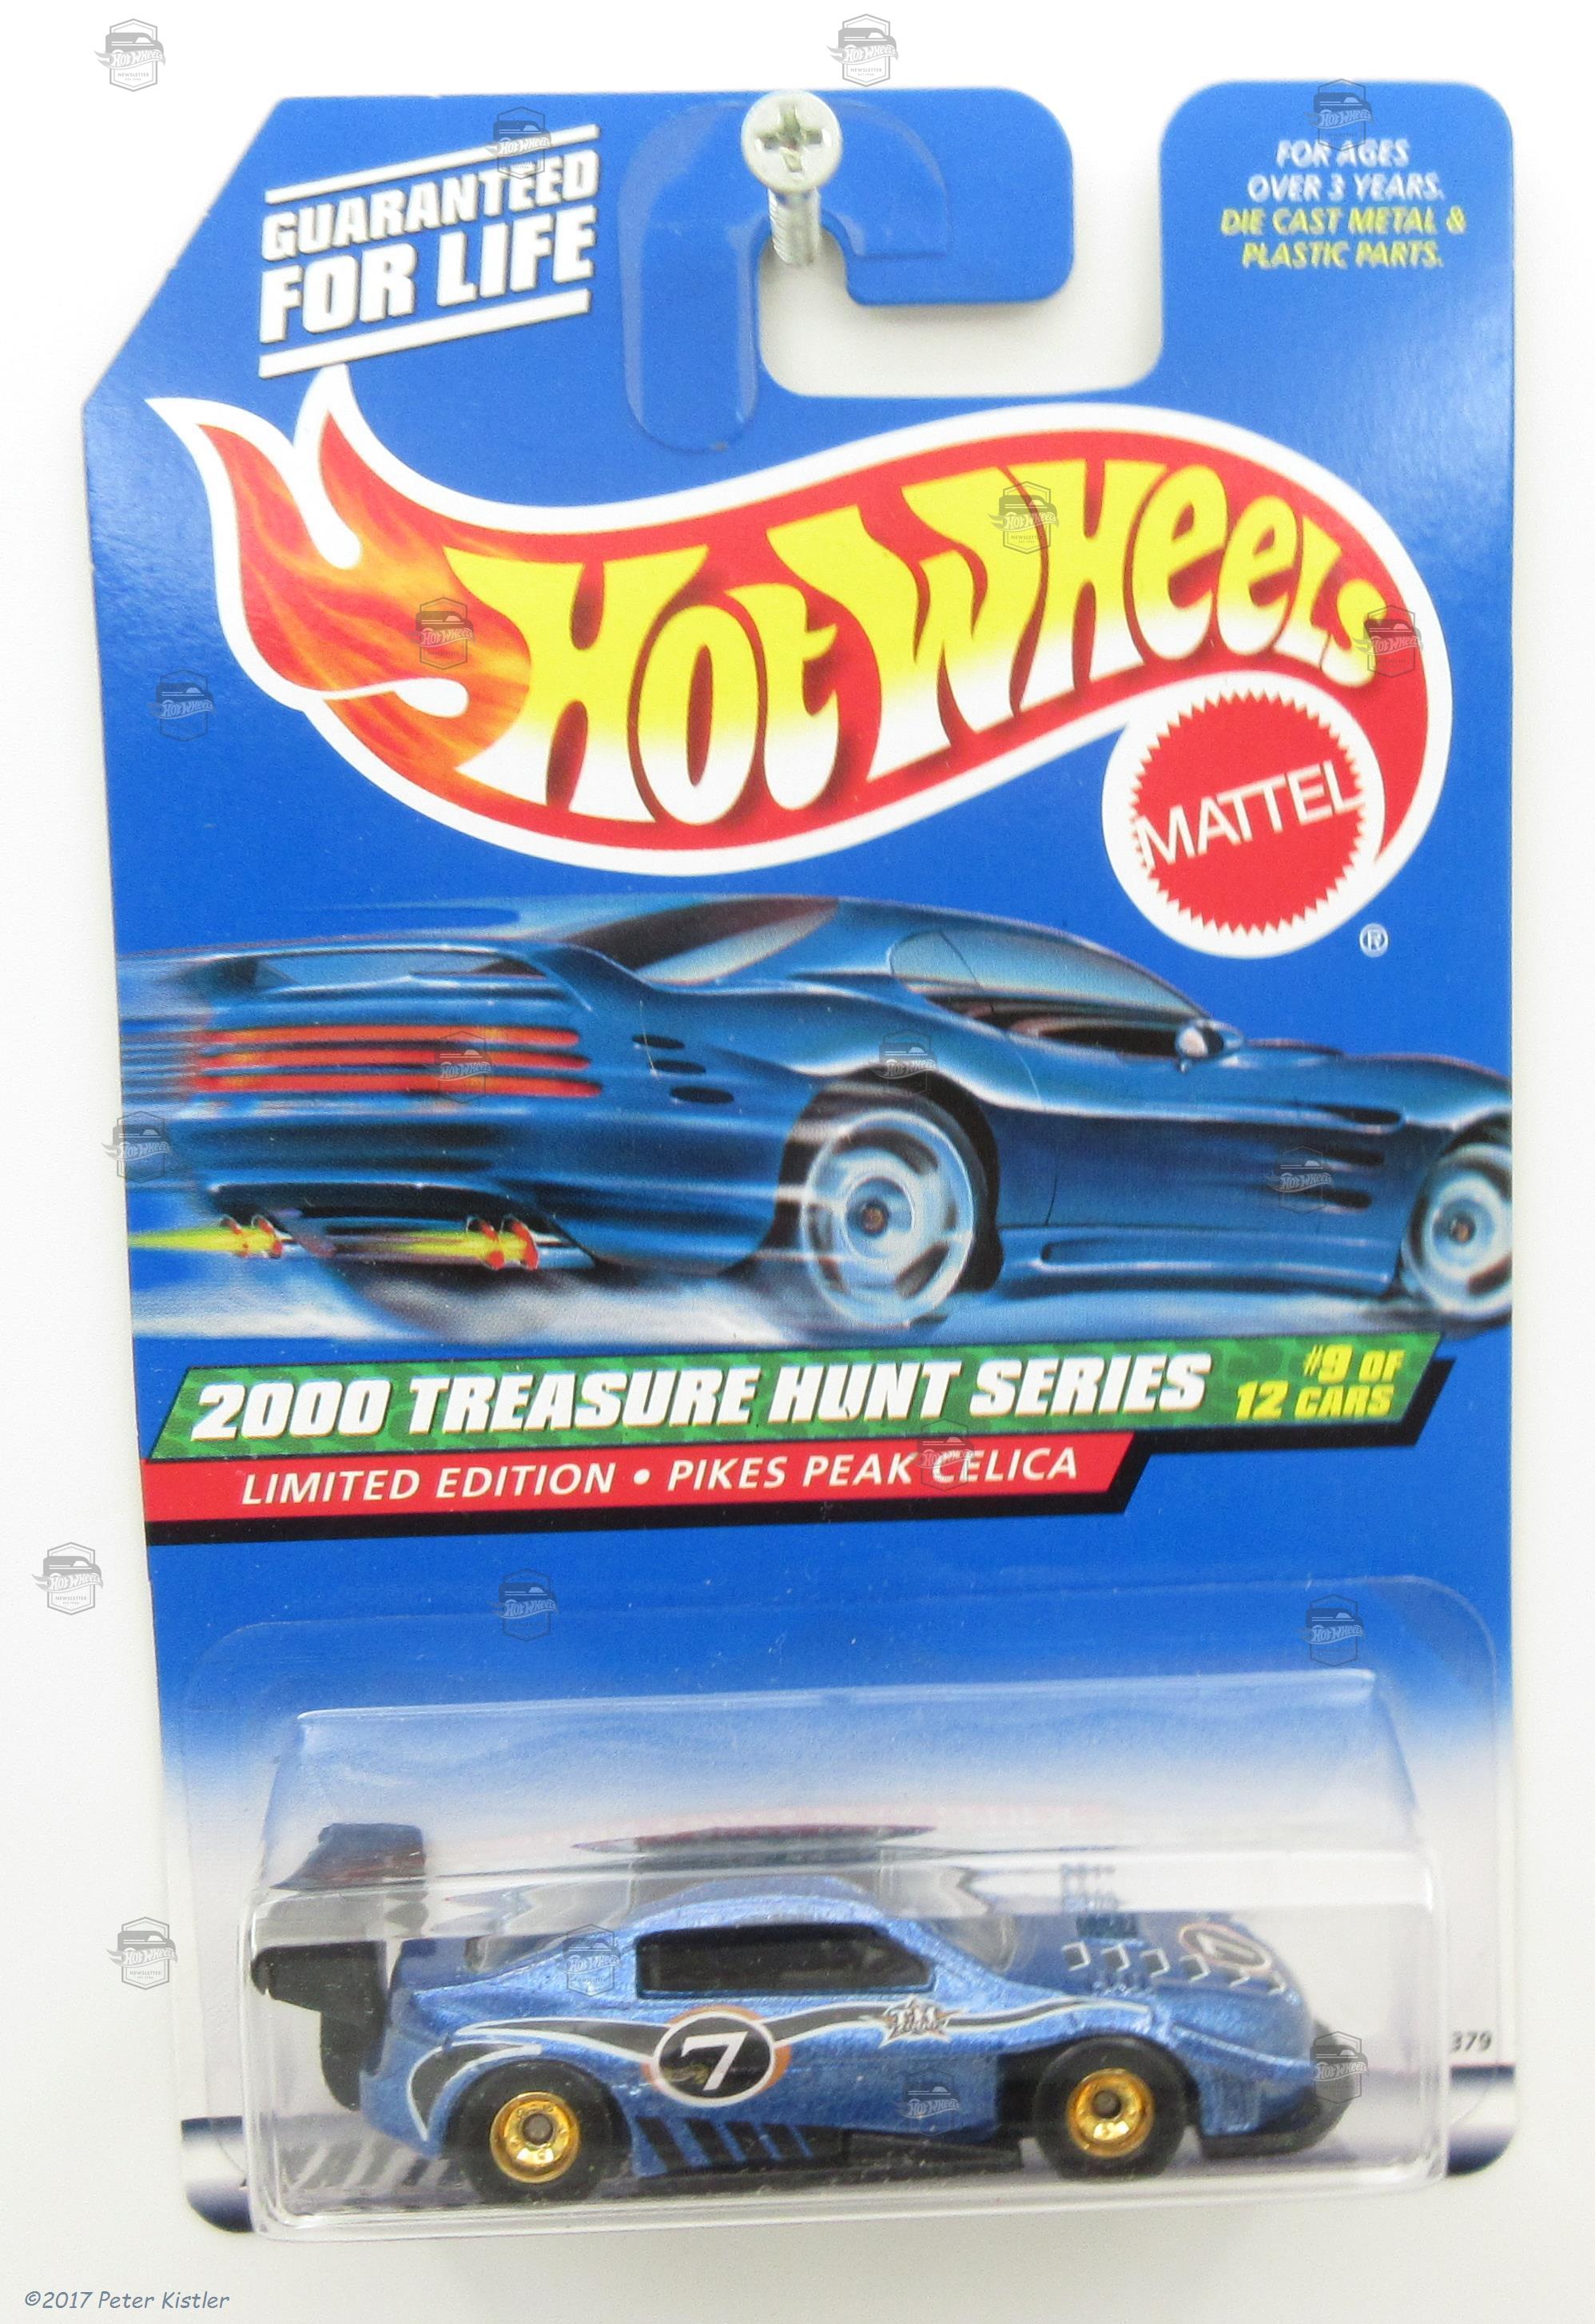 GUARANTEED
FOR LIFE
FOR AGES
OVER 3 YEARS.
DIE CAST METAL &
PLASTIC PARTS.
Hot Wheels
MATTEL
®
2000 TREASURE HUNT SERIES
#9 OF
12 CARS
LIMITED EDITION • PIKES PEAK CELICA
7
7
379
©2017 Peter Kistler